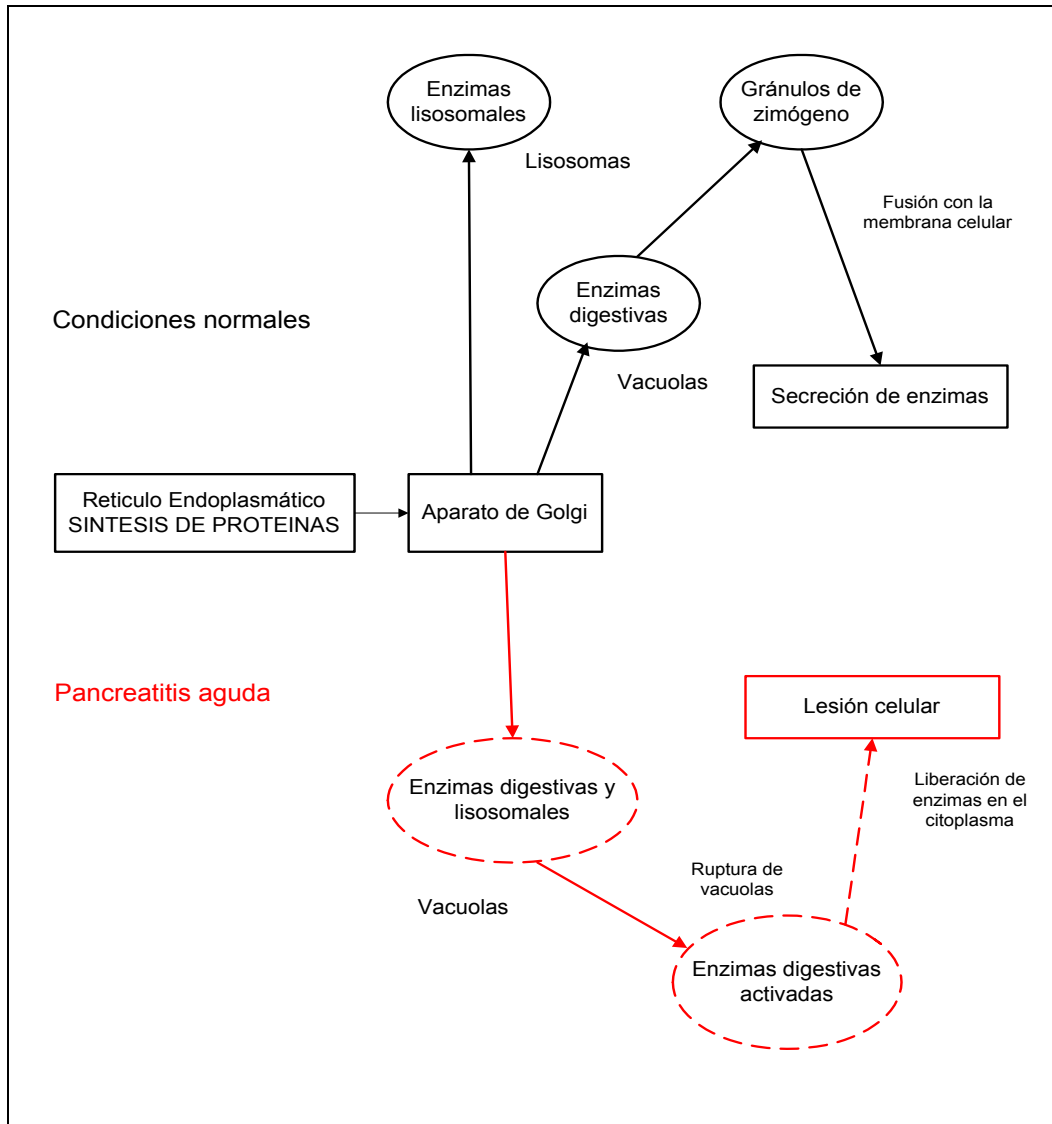 Enzimas
lisosomales
Gránulos de
zimógeno
Lisosomas
Fusión con la
membrana celular
Enzimas
digestivas
Condiciones normales
Vacuolas
Secreción de enzimas
Reticulo Endoplasmático
SINTESIS DE PROTEINAS
Aparato de Golgi
Pancreatitis aguda
Lesión celular
Enzimas digestivas y
lisosomales
Liberación de
enzimas en el
citoplasma
Ruptura de
vacuolas
Vacuolas
Enzimas digestivas
activadas